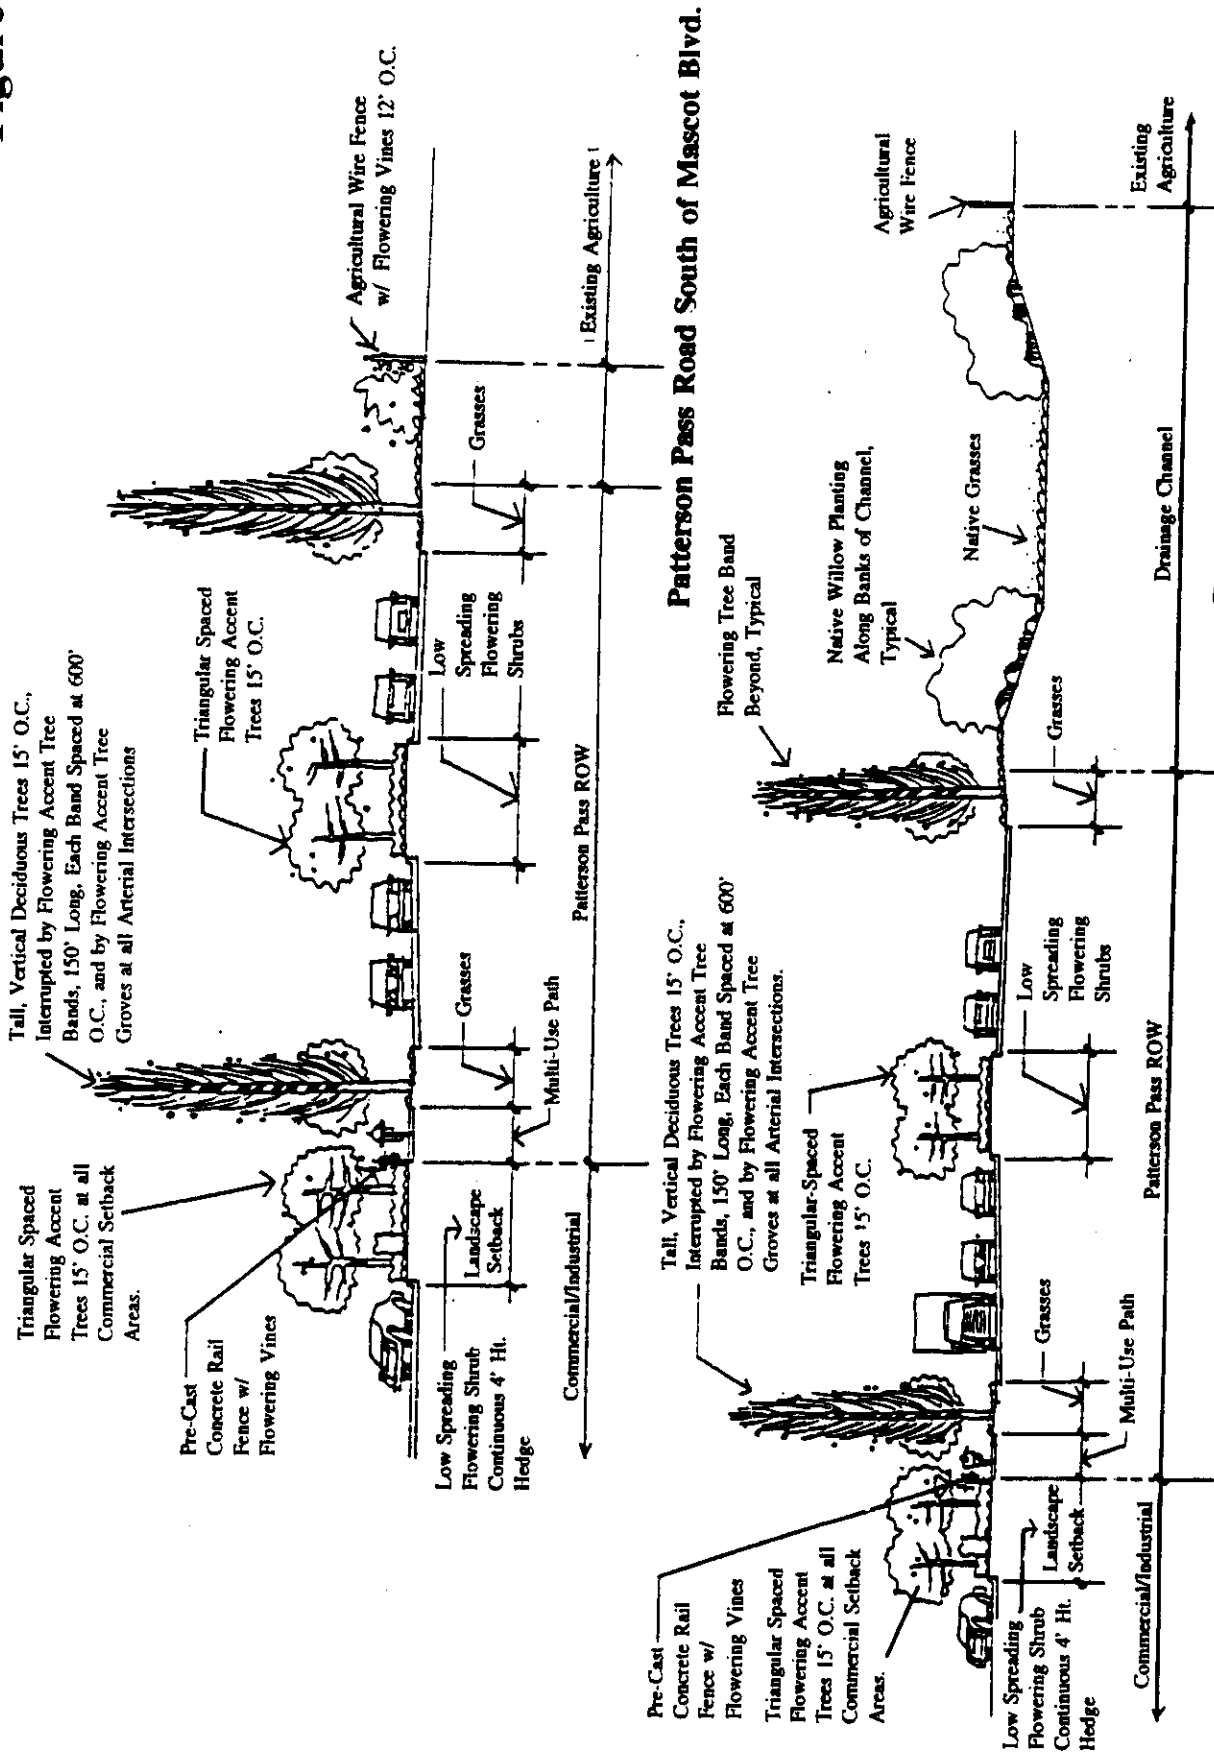 Tall, Vertical Deciduous Trees 15' O.C.,
Interrupted by Flowering Accent Tree
Bands, 150' Long, Each Band Spaced at 600'
O.C., and by Flowering Accent Tree
Groves at all Arterial Intersections
Triangular Spaced
Flowering Accent
Trees 15' O.C. at all
Commercial Setback
Areas.
Pre-Cast
Concrete Rail
Fence w/
Flowering Vines
Triangular Spaced
Flowering Accent
Trees 15' O.C.
Agricultural Wire Fence
w/ Flowering Vines 12' O.C.
Low Spreading
Flowering Shrub
Continuous 4' Ht.
Hedge
Landscape
Setback
Multi-Use Path
Grasses
Low
Spreading
Flowering
Shrubs
Grasses
Commercial/Industrial
Patterson Pass ROW
Existing Agriculture
Patterson Pass Road South of Mascot Blvd.
Pre-Cast
Concrete Rail
Fence w/
Flowering Vines
Triangular Spaced
Flowering Accent
Trees 15' O.C. at all
Commercial Setback
Areas.
Tall, Vertical Deciduous Trees 15' O.C.,
Interrupted by Flowering Accent Tree
Bands, 150' Long, Each Band Spaced at 600'
O.C., and by Flowering Accent Tree
Groves at all Arterial Intersections.
Triangular-Spaced
Flowering Accent
Trees 15' O.C.
Flowering Tree Band
Beyond, Typical
Native Willow Planting
Along Banks of Channel,
Typical
Native Grasses
Agricultural
Wire Fence
Low Spreading
Flowering Shrub
Continuous 4' Ht.
Hedge
Landscape
Setback
Multi-Use Path
Grasses
Low
Spreading
Flowering
Shrubs
Grasses
Commercial/Industrial
Patterson Pass ROW
Drainage Channel
Existing
Agriculture